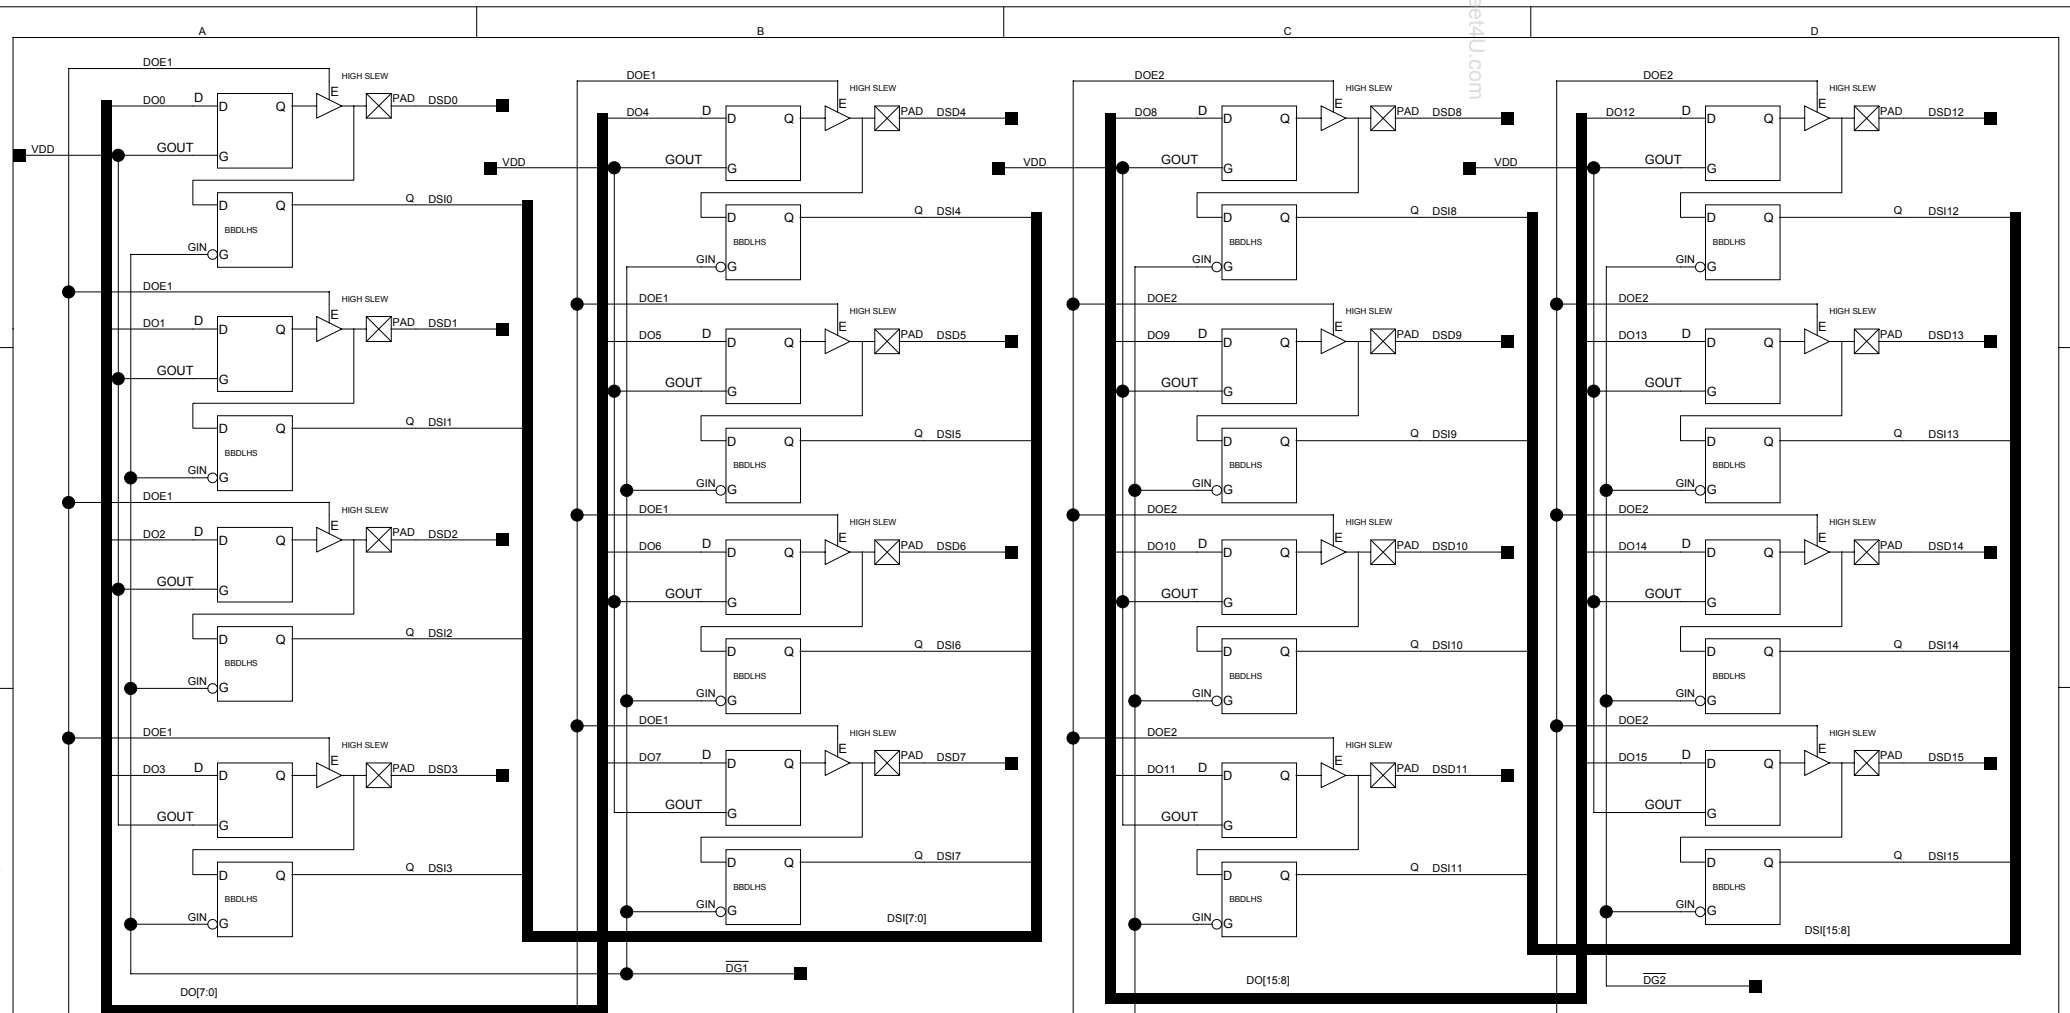 A B C D
eet4U.com
DOE1 HIGH SLEW
DO0 D D Q E PAD DSD0
VDD GOUT G
D Q Q DSI0
BBDLHS
GIN G
DOE1 HIGH SLEW
DO1 D D Q E PAD DSD1
GOUT G
D Q Q DSI1
BBDLHS
GIN G
DOE1 HIGH SLEW
DO2 D D Q E PAD DSD2
GOUT G
D Q Q DSI2
BBDLHS
GIN G
DOE1 HIGH SLEW
DO3 D D Q E PAD DSD3
GOUT G
D Q Q DSI3
BBDLHS
GIN G
DO[7:0]
DOE1 HIGH SLEW
DO4 D D Q E PAD DSD4
VDD GOUT G
D Q Q DSI4
BBDLHS
GIN G
DOE1 HIGH SLEW
DO5 D D Q E PAD DSD5
GOUT G
D Q Q DSI5
BBDLHS
GIN G
DOE1 HIGH SLEW
DO6 D D Q E PAD DSD6
GOUT G
D Q Q DSI6
BBDLHS
GIN G
DOE1 HIGH SLEW
DO7 D D Q E PAD DSD7
GOUT G
D Q Q DSI7
BBDLHS
GIN G
DSI[7:0]
DG1
DOE2 HIGH SLEW
DO8 D D Q E PAD DSD8
VDD GOUT G
D Q Q DSI8
BBDLHS
GIN G
DOE2 HIGH SLEW
DO9 D D Q E PAD DSD9
GOUT G
D Q Q DSI9
BBDLHS
GIN G
DOE2 HIGH SLEW
DO10 D D Q E PAD DSD10
GOUT G
D Q Q DSI10
BBDLHS
GIN G
DOE2 HIGH SLEW
DO11 D D Q E PAD DSD11
GOUT G
D Q Q DSI11
BBDLHS
GIN G
DO[15:8]
DOE2 HIGH SLEW
DO12 D D Q E PAD DSD12
VDD GOUT G
D Q Q DSI12
BBDLHS
GIN G
DOE2 HIGH SLEW
DO13 D D Q E PAD DSD13
GOUT G
D Q Q DSI13
BBDLHS
GIN G
DOE2 HIGH SLEW
DO14 D D Q E PAD DSD14
GOUT G
D Q Q DSI14
BBDLHS
GIN G
DOE2 HIGH SLEW
DO15 D D Q E PAD DSD15
GOUT G
D Q Q DSI15
BBDLHS
GIN G
DSI[15:8]
DG2